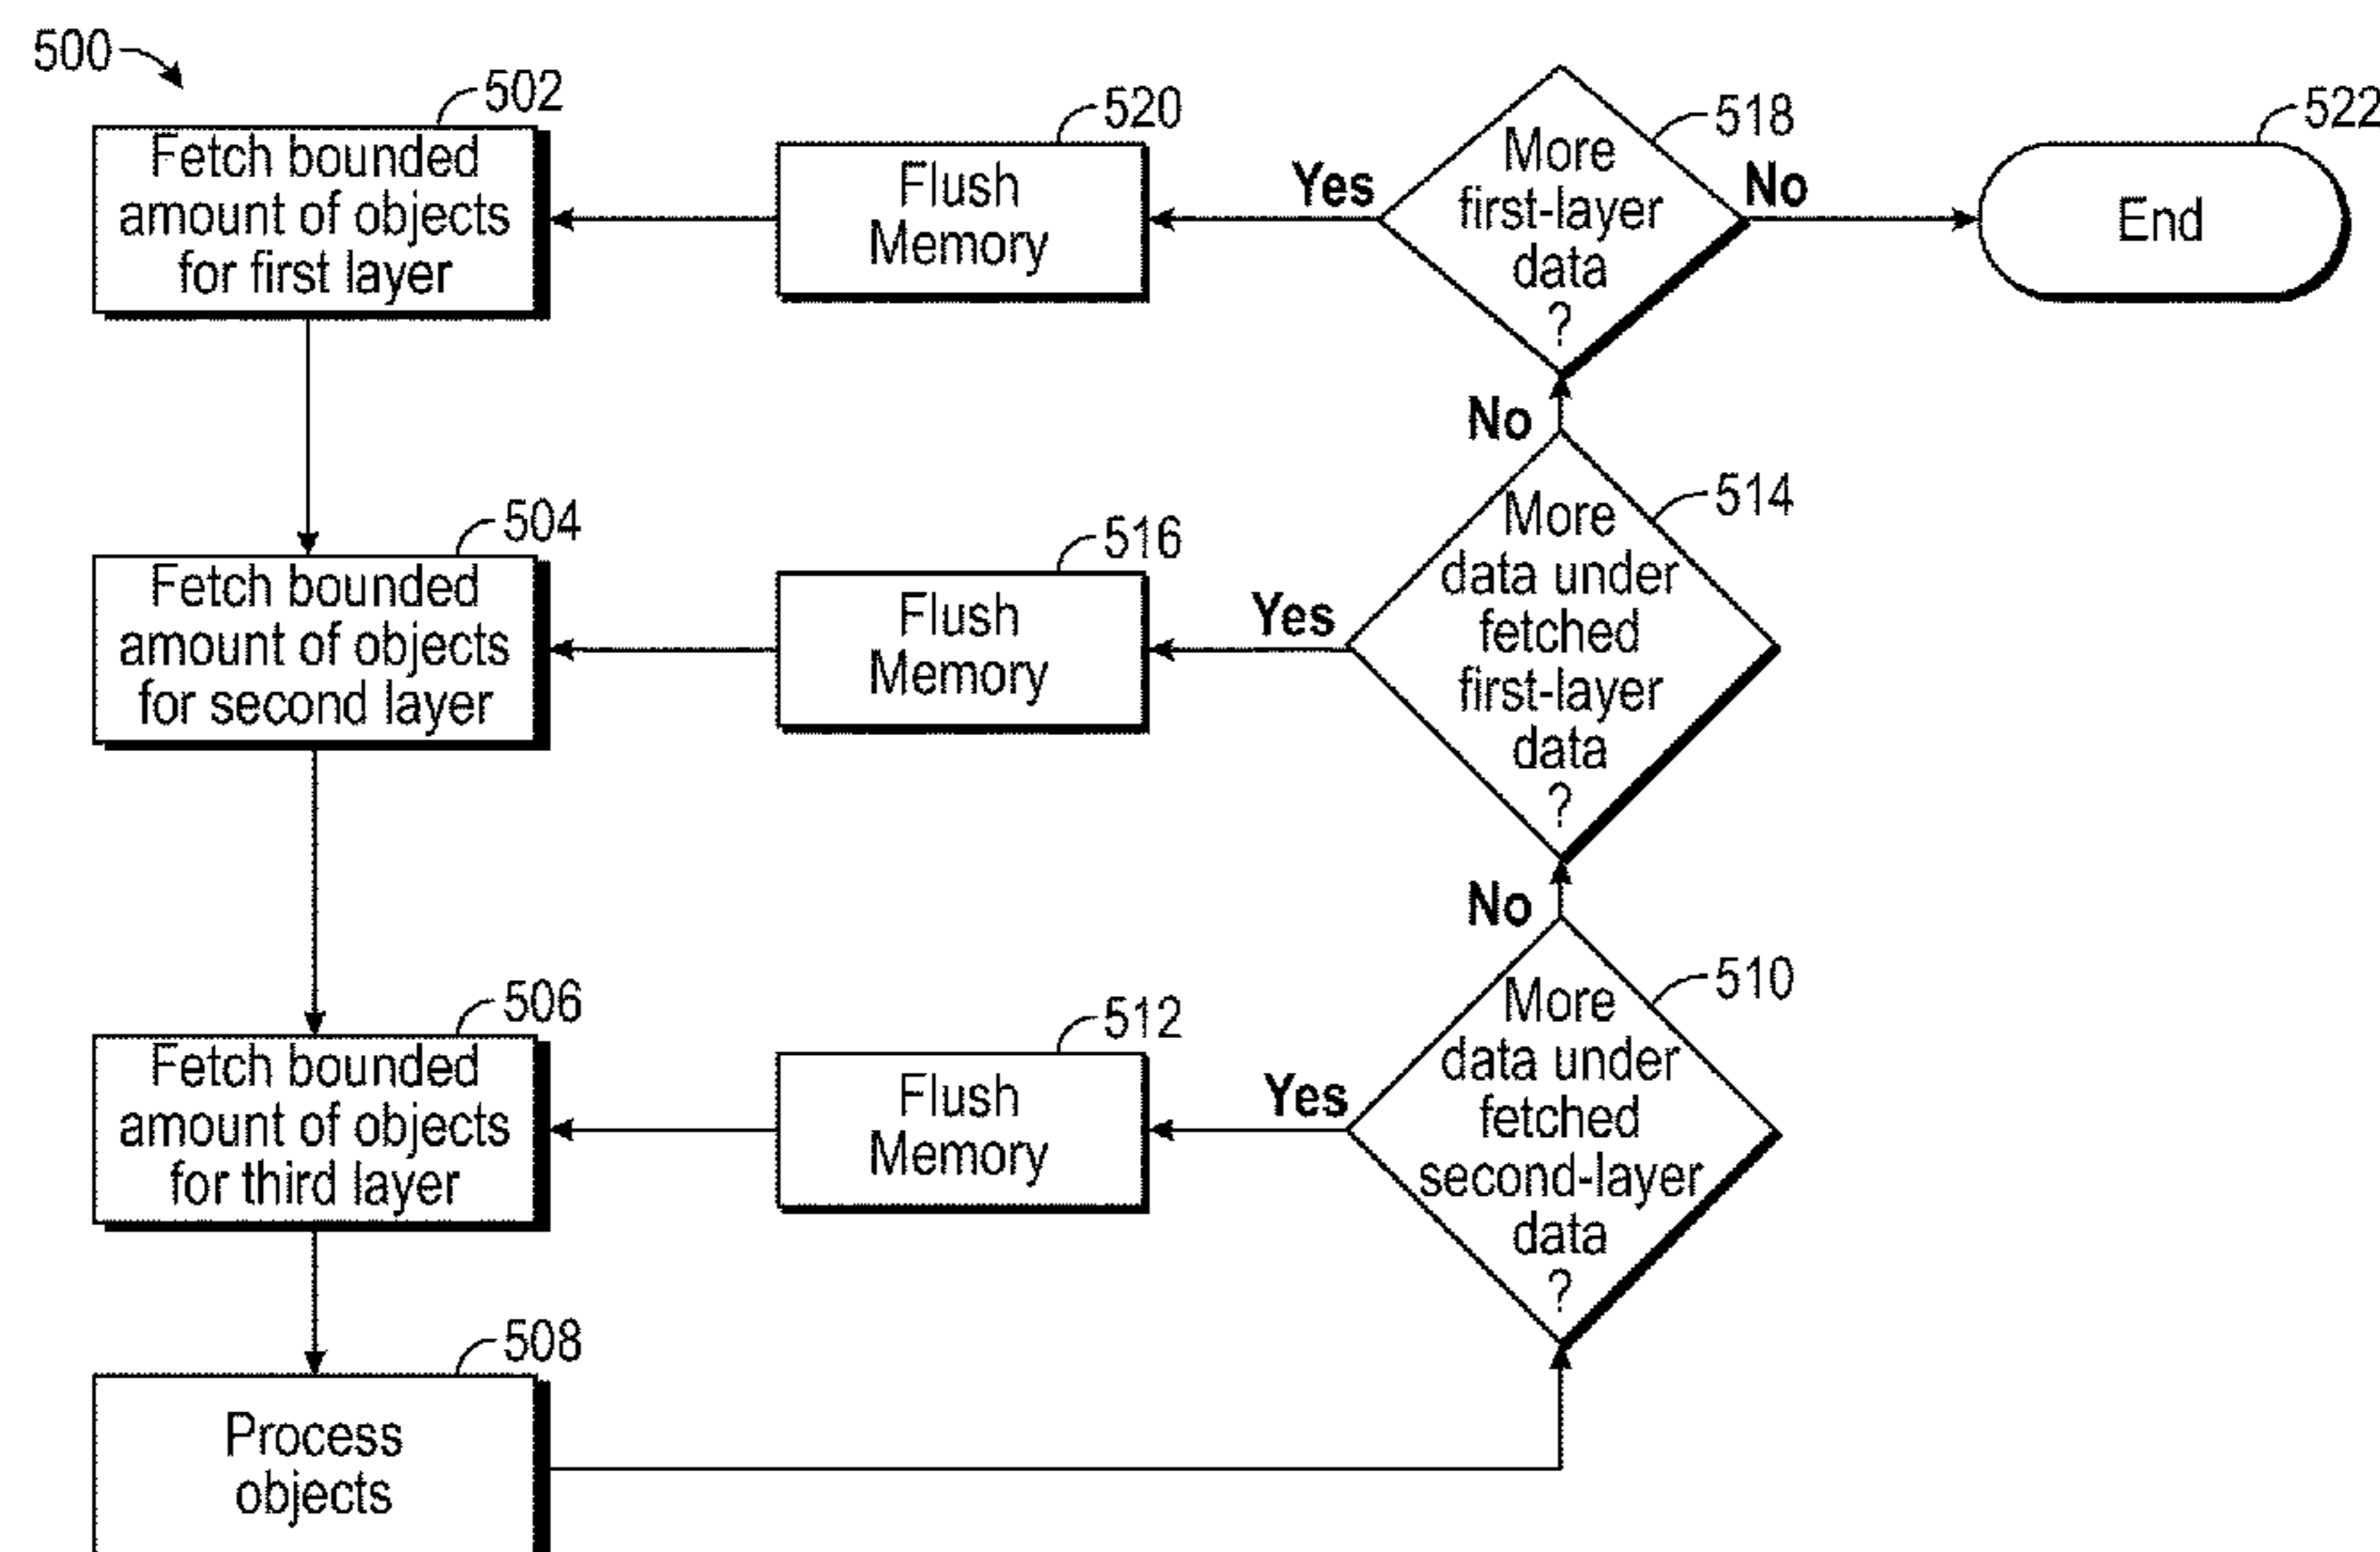 500
502
Fetch bounded
amount of objects
for first layer
520
Flush
Memory
Yes
518
More
first-layer
data
?
No
522
End
No
504
Fetch bounded
amount of objects
for second layer
516
Flush
Memory
Yes
514
More
data under
fetched
first-layer
data
?
No
506
Fetch bounded
amount of objects
for third layer
512
Flush
Memory
Yes
510
More
data under
fetched
second-layer
data
?
508
Process
objects